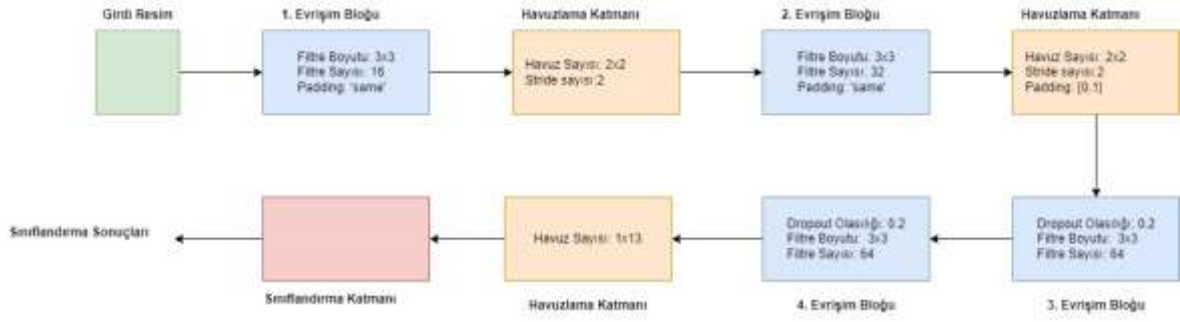 Girdi Resim
1. Evrişim Bloğu
Havuzlama Katmanı
2. Evrişim Bloğu
Havuzlama Katmanı
Filtre Boyutu: 3x3
Filtre Sayısı: 16
Padding: 'same'
Havuz Sayısı: 2x2
Stride sayısı 2
Filtre Boyutu: 3x3
Filtre Sayısı: 32
Padding: 'same'
Havuz Sayısı: 2x2
Stride sayısı 2
Padding: [0,1]
Sınıflandırma Sonuçları
Sınıflandırma Katmanı
Havuz Sayısı: 1x13
Havuzlama Katmanı
Dropout Olasılığı: 0.2
Filtre Boyutu: 3x3
Filtre Sayısı: 64
4. Evrişim Bloğu
Dropout Olasılığı: 0.2
Filtre Boyutu: 3x3
Filtre Sayısı: 64
3. Evrişim Bloğu